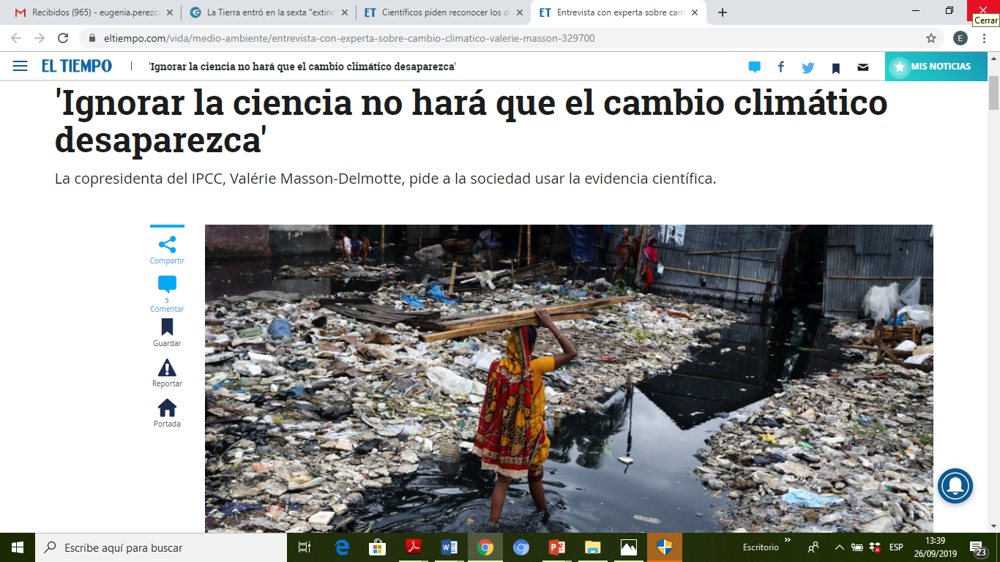 Recibidos (965) - eugenia.perezc
La Tierra entró en la sexta "extinc
ET Científicos piden reconocer los d
ET Entrevista con experta sobre cam
Cerrar
eltiempo.com/vida/medio-ambiente/entrevista-con-experta-sobre-cambio-climatico-valerie-masson-329700
E
EL TIEMPO | 'Ignorar la ciencia no hará que el cambio climático desaparezca'
MIS NOTICIAS
'Ignorar la ciencia no hará que el cambio climático
desaparezca'
La copresidenta del IPCC, Valérie Masson-Delmotte, pide a la sociedad usar la evidencia científica.
Compartir
5
Comentar
Guardar
Reportar
Portada
Escribe aquí para buscar
Escritorio
ESP
13:39
26/09/2019
23